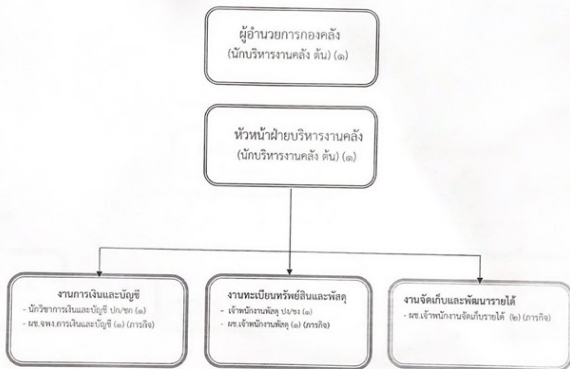 ผู้อำนวยการกองคลัง
(นักบริหารงานคลัง ต้น) (๑)
หัวหน้าฝ่ายบริหารงานคลัง
(นักบริหารงานคลัง ต้น) (๑)
งานการเงินและบัญชี
- นักวิชาการเงินและบัญชี ปก/ชก (๑)
- ผช.จพง.การเงินและบัญชี (๑) (ภารกิจ)
งานทะเบียนทรัพย์สินและพัสดุ
- เจ้าพนักงานพัสดุ ปง/ชง (๑)
- ผช.เจ้าพนักงานพัสดุ (๑) (ภารกิจ)
งานจัดเก็บและพัฒนารายได้
- ผช.เจ้าพนักงานจัดเก็บรายได้ (๒) (ภารกิจ)